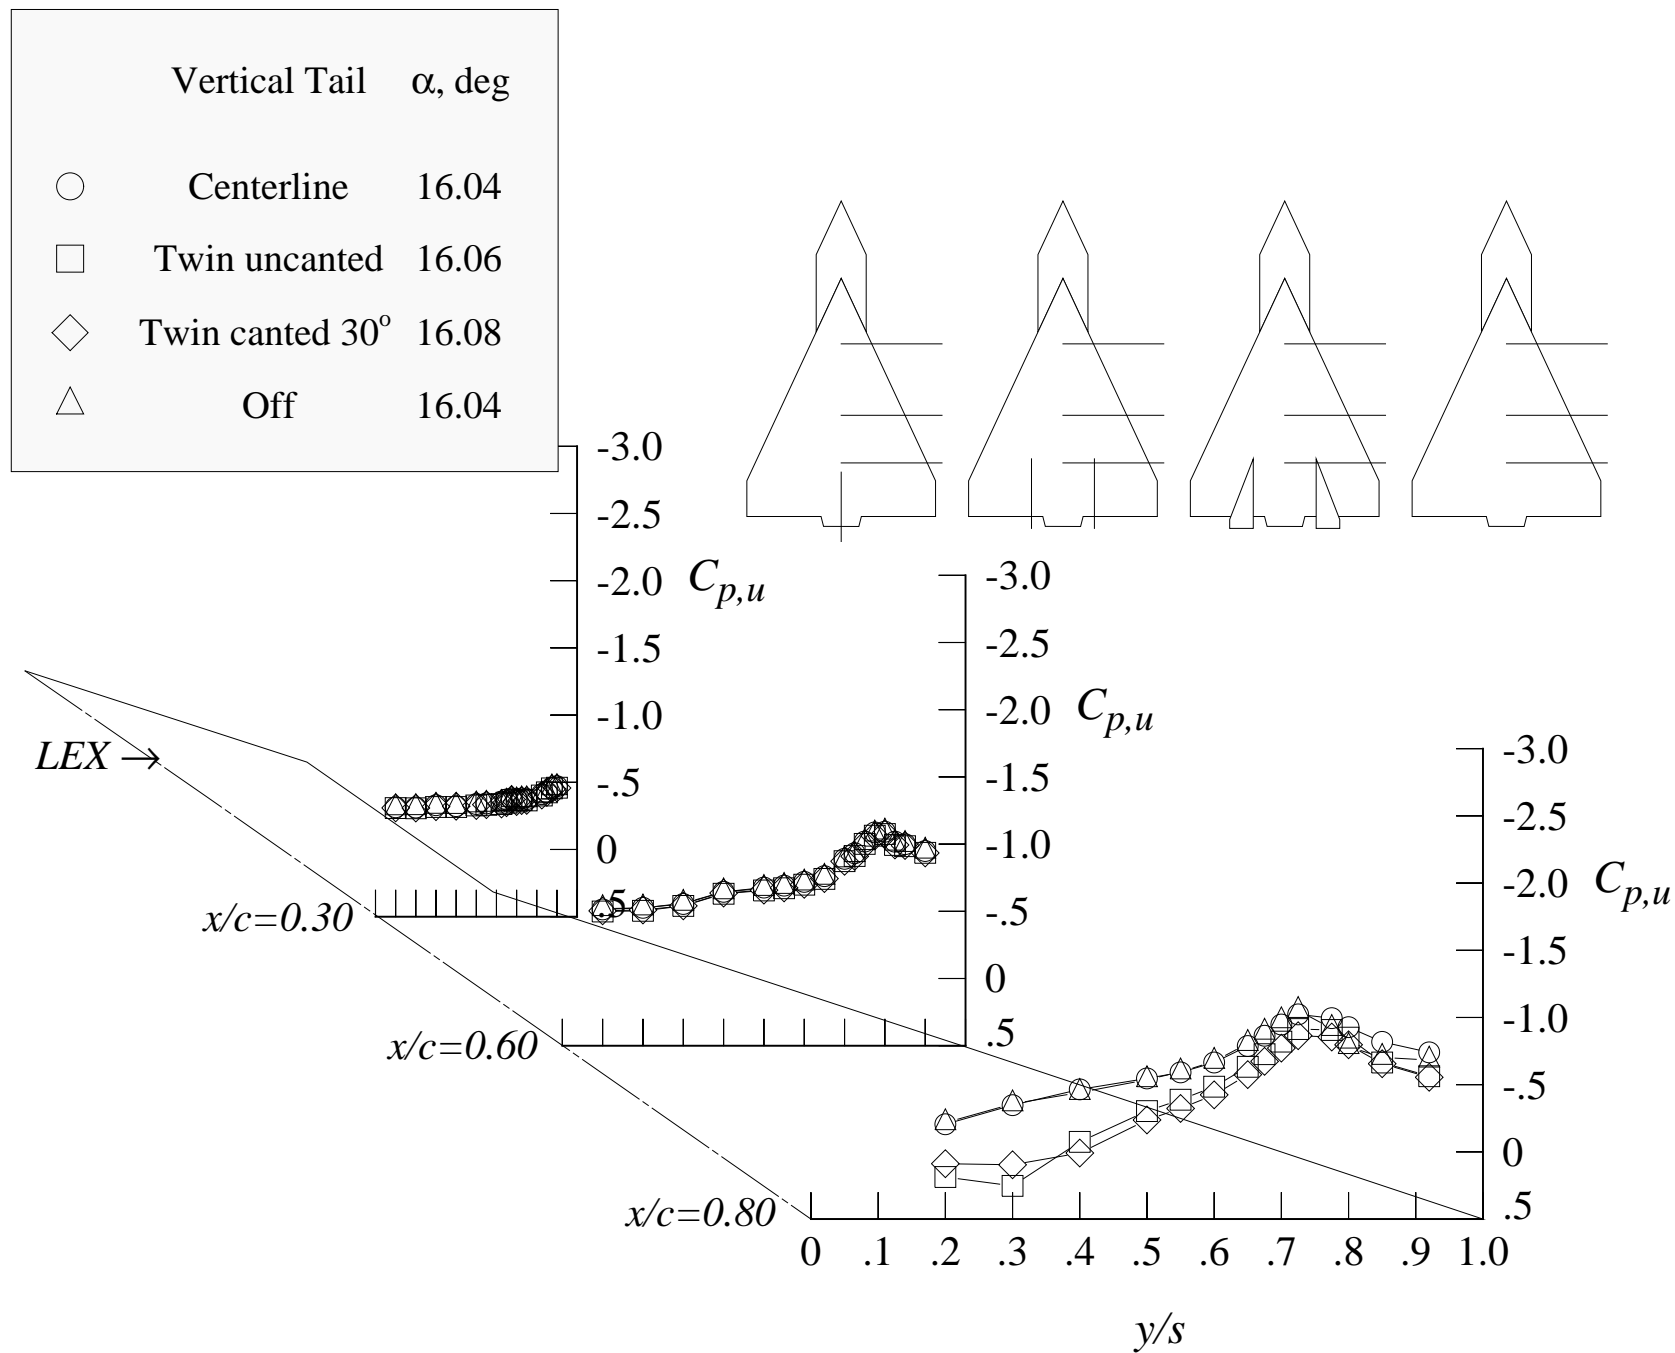 Vertical Tail α, deg
Centerline 16.04
Twin uncanted 16.06
Twin canted 30° 16.08
Off 16.04
-3.0
-2.5
-2.0
-1.5
-1.0
-.5
0
.5
C_p,u
LEX →
x/c=0.30
-3.0
-2.5
-2.0
-1.5
-1.0
-.5
0
.5
C_p,u
x/c=0.60
-3.0
-2.5
-2.0
-1.5
-1.0
-.5
0
.5
C_p,u
x/c=0.80
0 .1 .2 .3 .4 .5 .6 .7 .8 .9 1.0
y/s